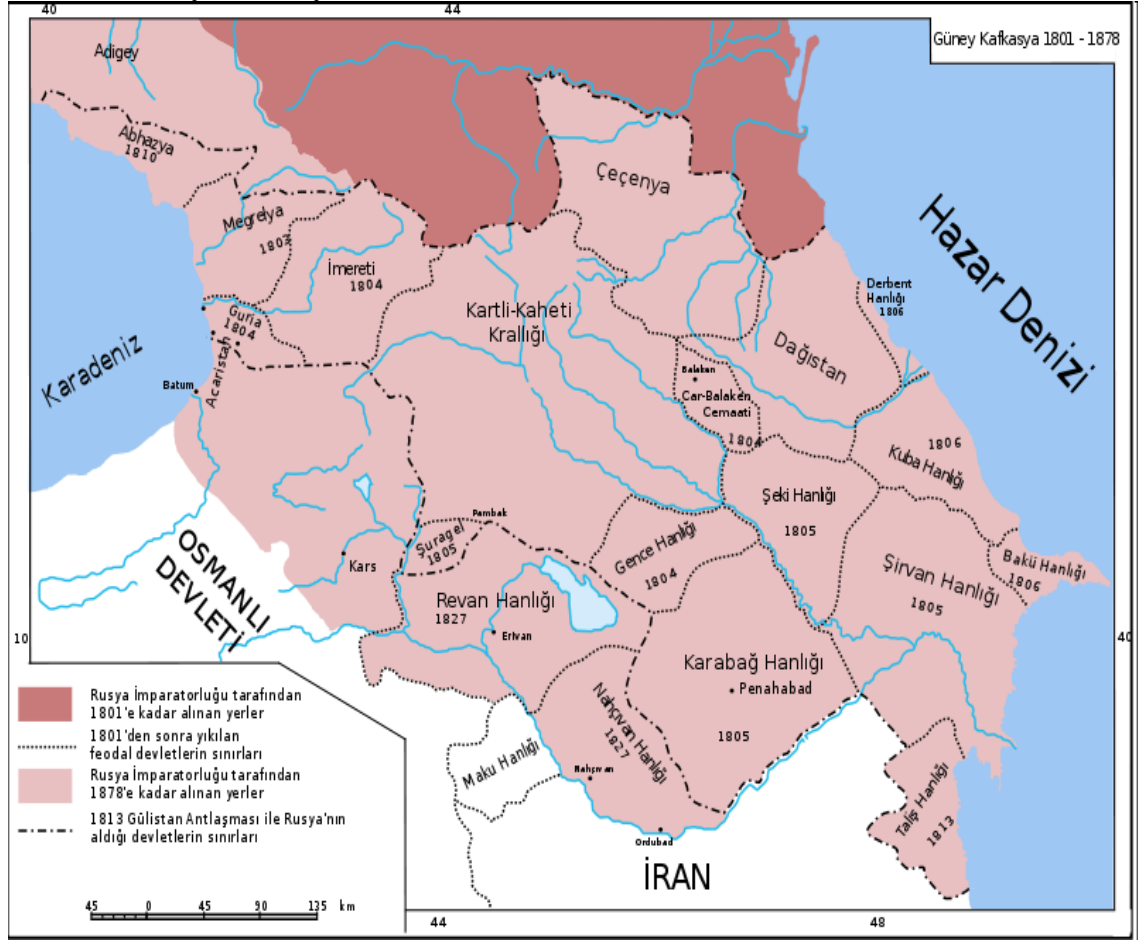 40
44
Güney Kafkasya 1801 - 1878
Adigey
Abhazya
1810
Çeçenya
Megrelya
1803
İmereti
1804
Hazar Denizi
Derbent
Hanlığı
1806
Guria
1804
Kartli-Kaheti
Krallığı
Karadeniz
Acaristan
Batum
Dağıstan
Balaken
Car-Balaken
Cemaati
1804
1806
Kuba Hanlığı
Şeki Hanlığı
1805
Pambak
Şuragel
1805
Gence Hanlığı
1804
Şirvan Hanlığı
1805
Bakü Hanlığı
1806
OSMANLI
DEVLETİ
Kars
Revan Hanlığı
1827
Erivan
10
40
Karabağ Hanlığı
Penahabad
1805
Nahçıvan Hanlığı
1827
Maku Hanlığı
Nahçıvan
Ordubad
Taliş Hanlığı
1813
İRAN
Rusya İmparatorluğu tarafından
1801'e kadar alınan yerler
1801'den sonra yıkılan
feodal devletlerin sınırları
Rusya İmparatorluğu tarafından
1878'e kadar alınan yerler
1813 Gülistan Antlaşması ile Rusya'nın
aldığı devletlerin sınırları
45 0 45 90 135 km
44
48